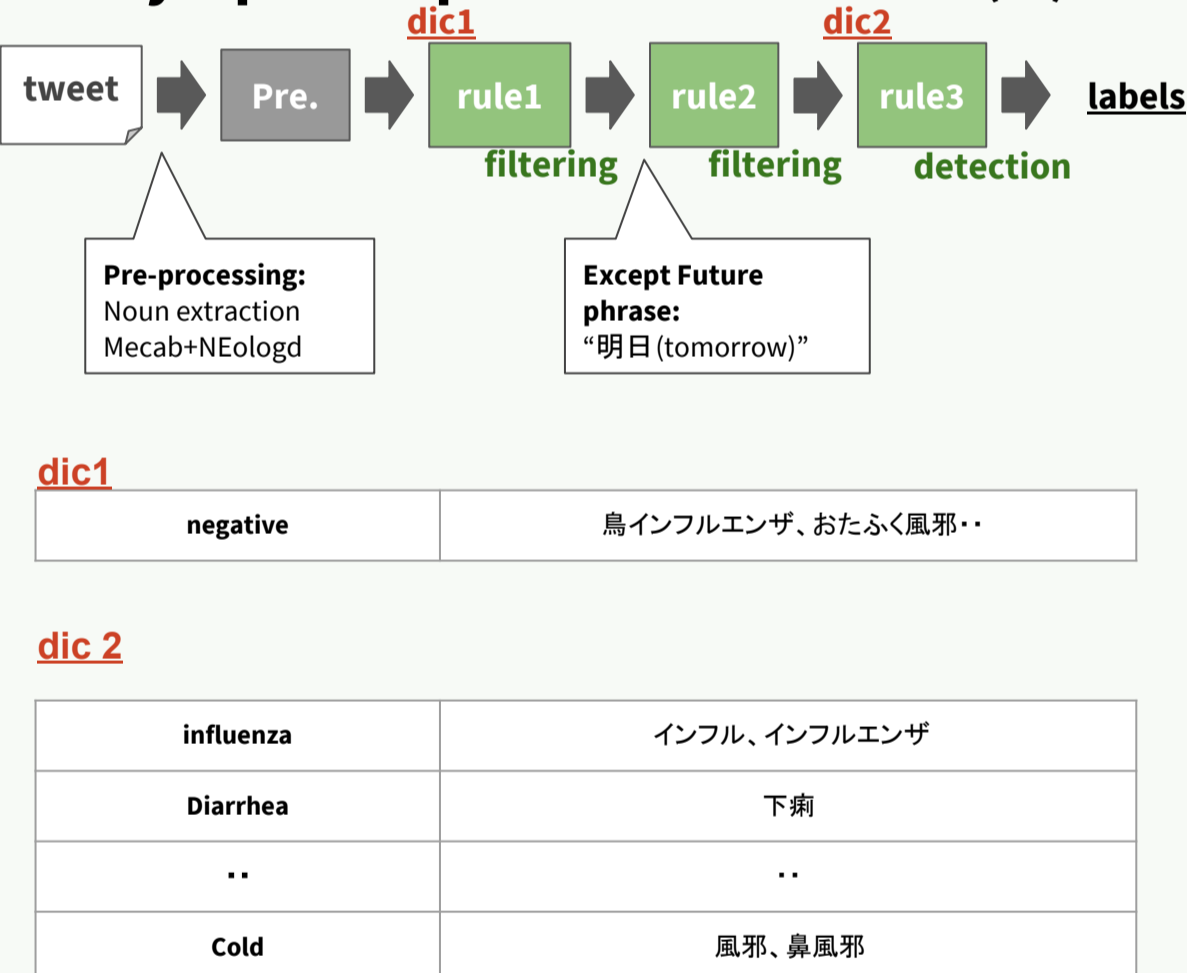 dic1
dic2
tweet
Pre.
rule1
rule2
rule3
labels
filtering
filtering
detection
Pre-processing:
Noun extraction
Mecab+NEologd
Except Future
phrase:
“明日(tomorrow)”
dic1
negative
鳥インフルエンザ、おたふく風邪・・
dic 2
influenza
インフル、インフルエンザ
Diarrhea
下痢
・・
・・
Cold
風邪、鼻風邪